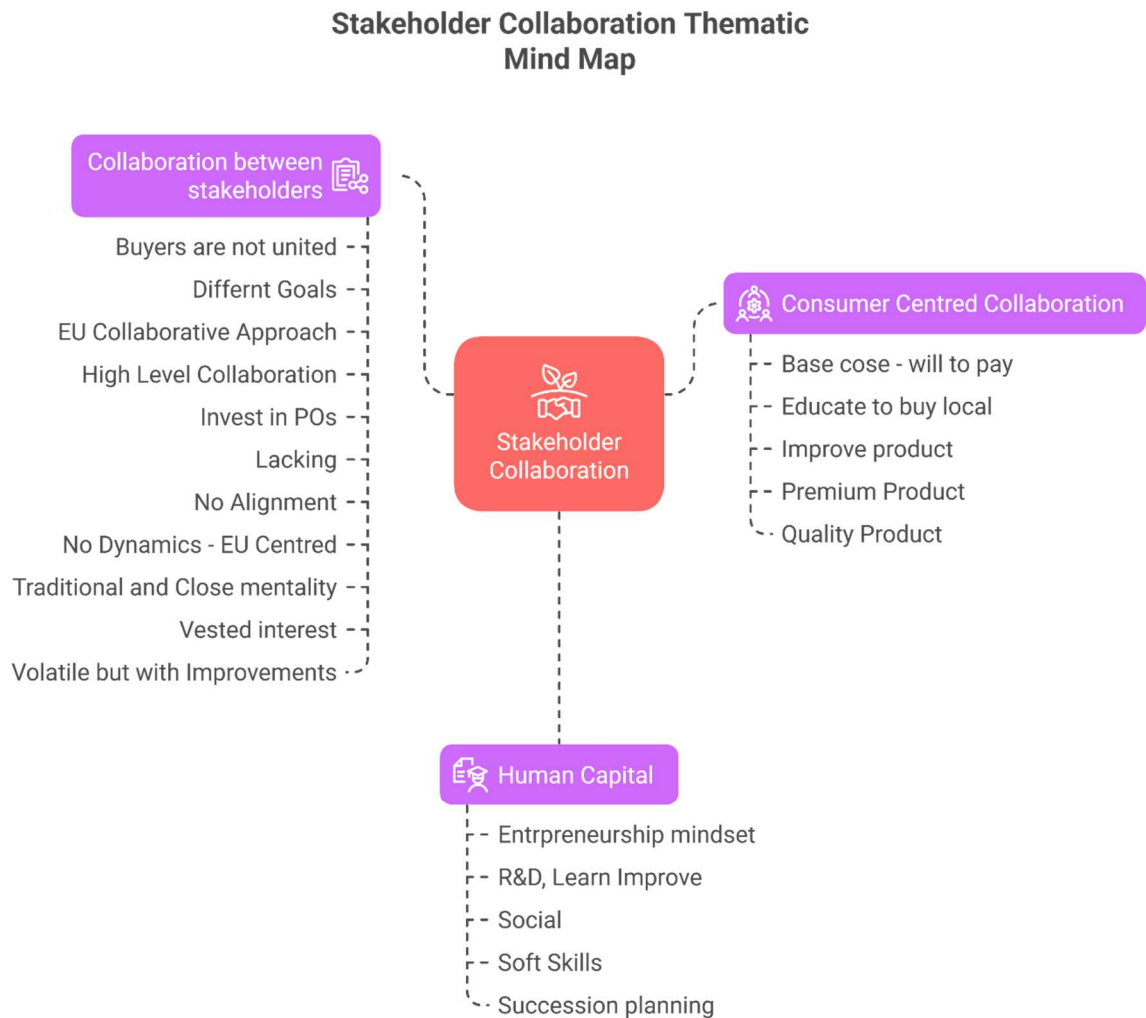 Stakeholder Collaboration Thematic
Mind Map
Collaboration between
stakeholders
Buyers are not united
Differnt Goals
EU Collaborative Approach
High Level Collaboration
Invest in POs
Lacking
No Alignment
No Dynamics - EU Centred
Traditional and Close mentality
Vested interest
Volatile but with Improvements
Stakeholder
Collaboration
Consumer Centred Collaboration
Base cose - will to pay
Educate to buy local
Improve product
Premium Product
Quality Product
Human Capital
Entrpreneurship mindset
R&D, Learn Improve
Social
Soft Skills
Succession planning